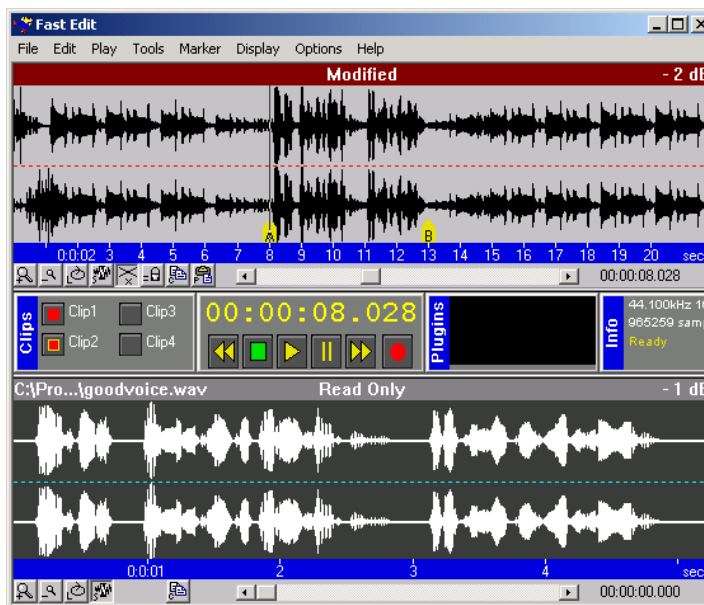 Fast Edit
File Edit Play Tools Marker Display Options Help
Modified - 2 dB
A B
0:0:02 3 4 5 6 7 8 9 10 11 12 13 14 15 16 17 18 19 20 sec
00:00:08.028
Clips
Clip1 Clip3
Clip2 Clip4
00:00:08.028
Plugins
Info
44.100kHz 1
965259 samp
Ready
C:\Pro...\goodvoice.wav Read Only - 1 dB
0:0:01 2 3 4 sec
00:00:00.000